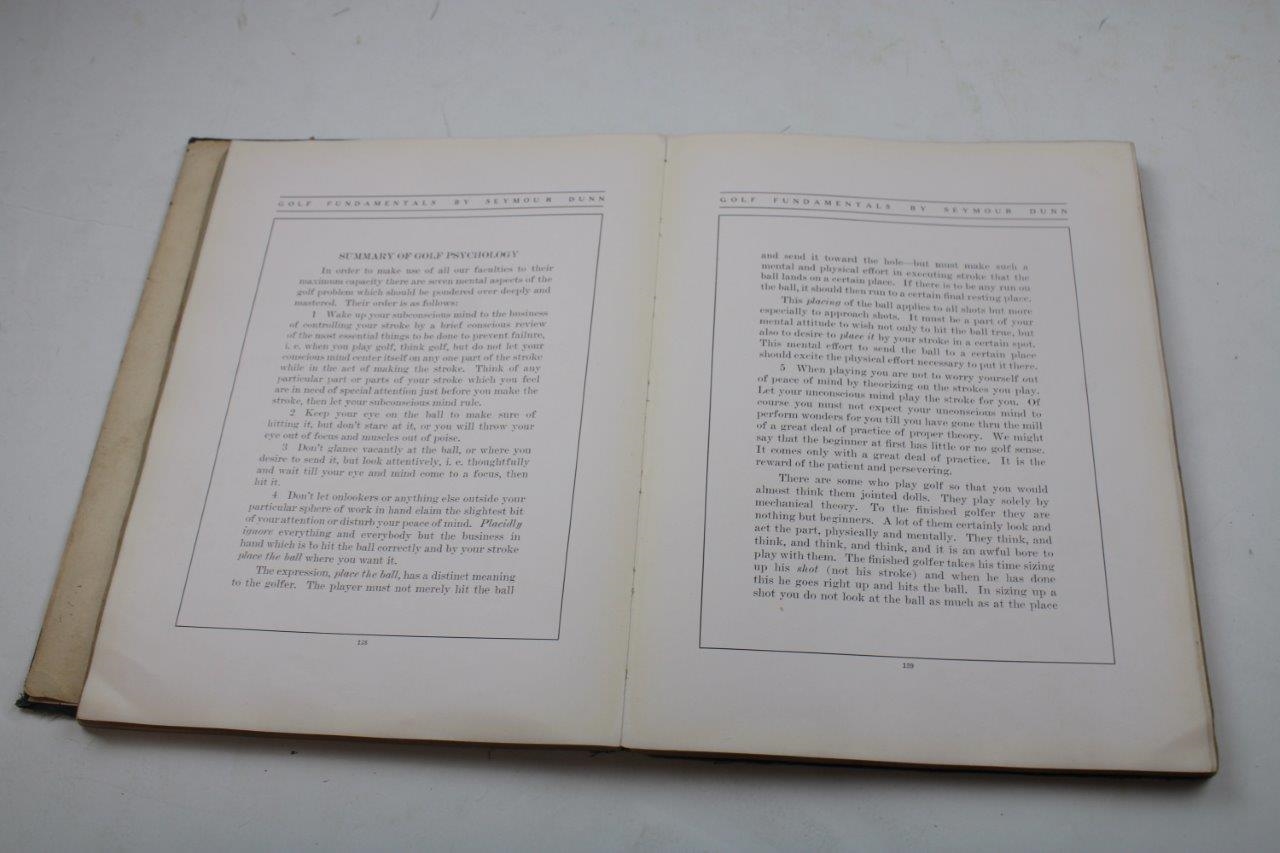 GOLF FUNDAMENTALS BY SEYMOUR DUNN
SUMMARY OF GOLF PSYCHOLOGY
In order to make use of all our faculties to their
maximum capacity there are seven mental aspects of the
golf problem which should be pondered over deeply and
mastered. Their order is as follows:
1 Wake up your subconscious mind to the business
of controlling your stroke by a brief conscious review
of the most essential things to be done to prevent failure,
i. e. when you play golf, think golf, but do not let your
conscious mind center itself on any one part of the stroke
while in the act of making the stroke. Think of any
particular part or parts of your stroke which you feel
are in need of special attention just before you make the
stroke, then let your subconscious mind rule.
2 Keep your eye on the ball to make sure of
hitting it, but don't stare at it, or you will throw your
eye out of focus and muscles out of poise.
3 Don't glance vacantly at the ball, or where you
desire to send it, but look attentively, i. e. thoughtfully
and wait till your eye and mind come to a focus, then
hit it.
4 Don't let onlookers or anything else outside your
particular sphere of work in hand claim the slightest bit
of your attention or disturb your peace of mind. Placidly
ignore everything and everybody but the business in
hand which is to hit the ball correctly and by your stroke
place the ball where you want it.
The expression, place the ball, has a distinct meaning
to the golfer. The player must not merely hit the ball
158
GOLF FUNDAMENTALS BY SEYMOUR DUNN
and send it toward the hole—but must make such a
mental and physical effort in executing stroke that the
ball lands on a certain place. If there is to be any run on
the ball, it should then run to a certain final resting place.
This placing of the ball applies to all shots but more
especially to approach shots. It must be a part of your
mental attitude to wish not only to hit the ball true, but
also to desire to place it by your stroke in a certain spot.
This mental effort to send the ball to a certain place
should excite the physical effort necessary to put it there.
5 When playing you are not to worry yourself out
of peace of mind by theorizing on the strokes you play.
Let your unconscious mind play the stroke for you. Of
course you must not expect your unconscious mind to
perform wonders for you till you have gone thru the mill
of a great deal of practice of proper theory. We might
say that the beginner at first has little or no golf sense.
It comes only with a great deal of practice. It is the
reward of the patient and persevering.
There are some who play golf so that you would
almost think them jointed dolls. They play solely by
mechanical theory. To the finished golfer they are
nothing but beginners. A lot of them certainly look and
act the part, physically and mentally. They think, and
think, and think, and think, and it is an awful bore to
play with them. The finished golfer takes his time sizing
up his shot (not his stroke) and when he has done
this he goes right up and hits the ball. In sizing up a
shot you do not look at the ball as much as at the place
159